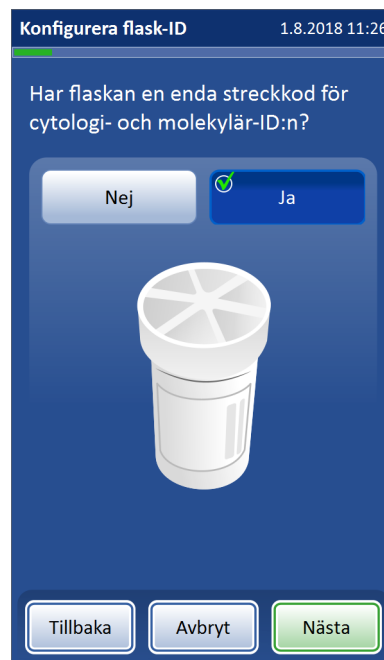 Konfigurera flask-ID 1.8.2018 11:26
Har flaskan en enda streckkod för
cytologi- och molekylär-ID:n?
Nej Ja
Tillbaka Avbryt Nästa